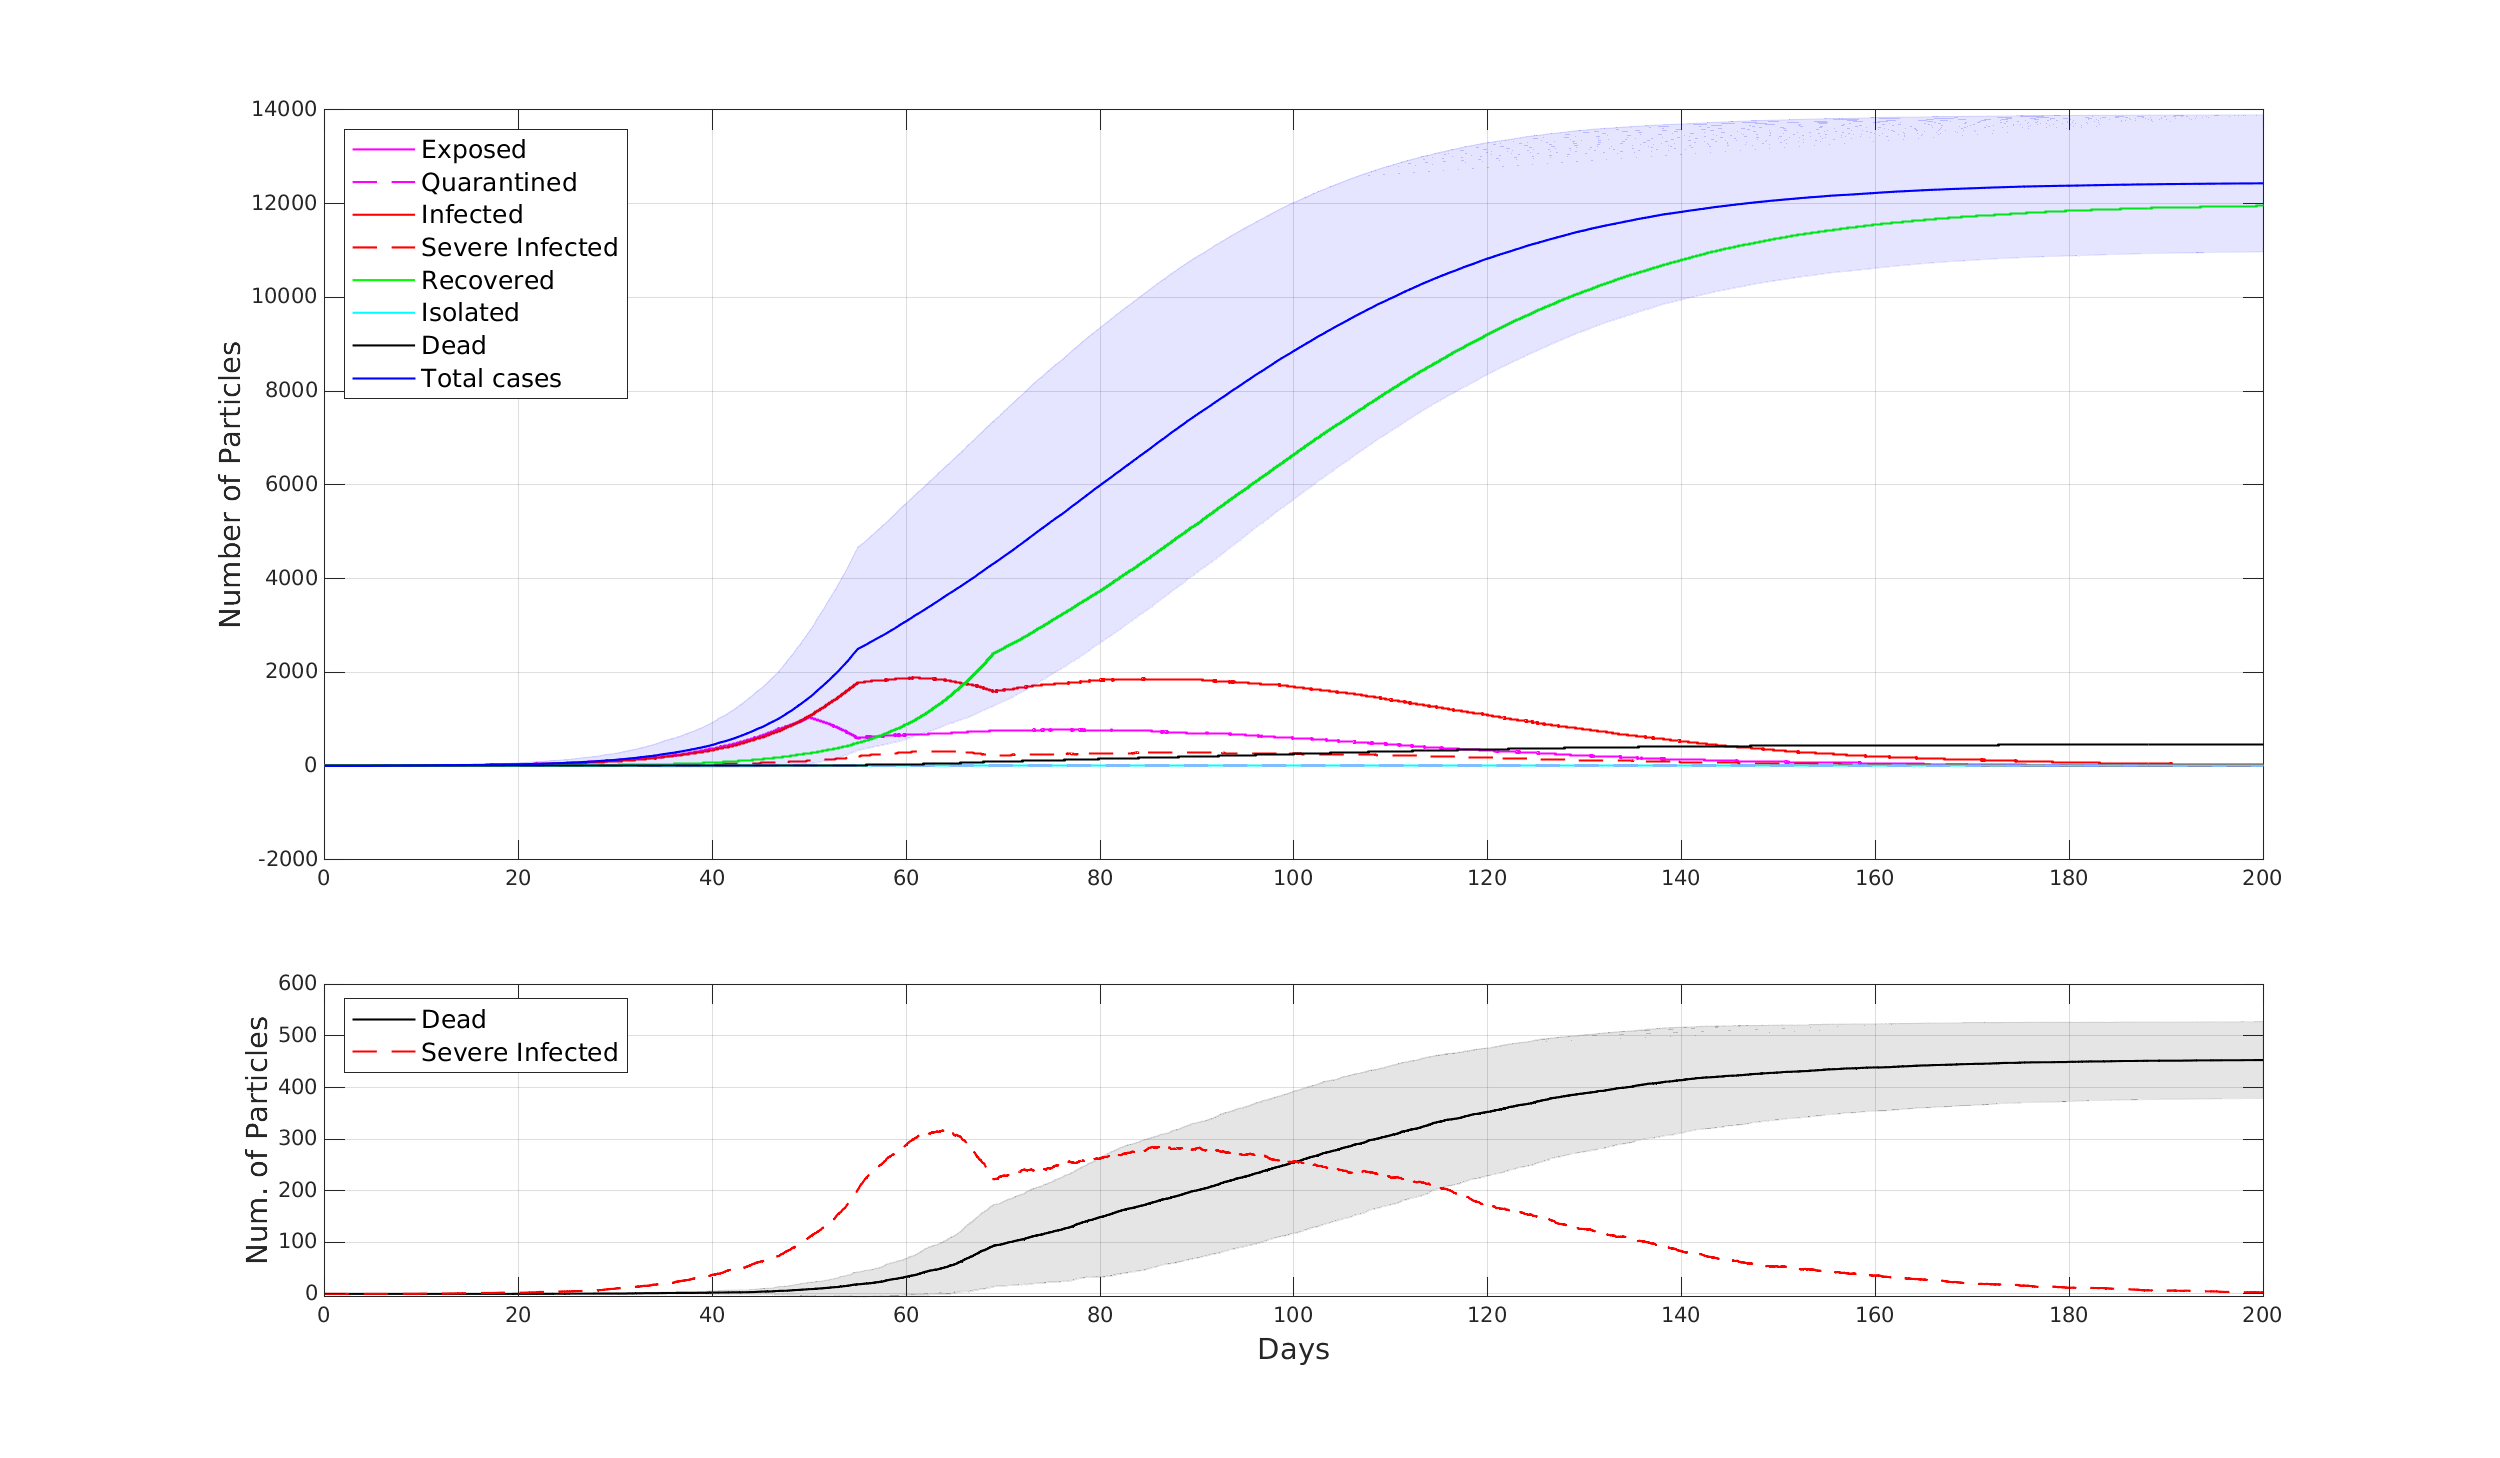 14000
12000
10000
8000
6000
4000
2000
0
-2000
Number of Particles
Exposed
Quarantined
Infected
Severe Infected
Recovered
Isolated
Dead
Total cases
0 20 40 60 80 100 120 140 160 180 200
600
500
400
300
200
100
0
Num. of Particles
Dead
Severe Infected
0 20 40 60 80 100 120 140 160 180 200
Days